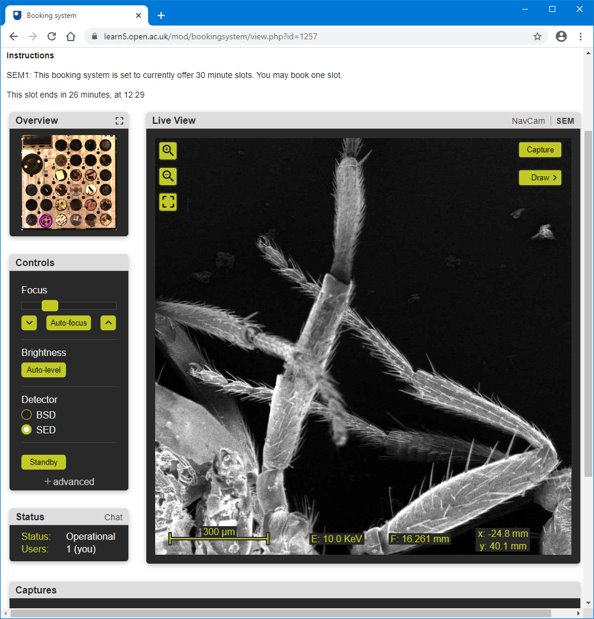 Booking system
learn5.open.ac.uk/mod/bookingsystem/view.php?id=1257
Instructions
SEM1: This booking system is set to currently offer 30 minute slots. You may book one slot.
This slot ends in 26 minutes, at 12:29
Overview
Live View
NavCam | SEM
Capture
Draw
Controls
Focus
Auto-focus
Brightness
Auto-level
Detector
BSD
SED
Standby
+ advanced
300 µm
E: 10.0 KeV
F: 16.261 mm
x: -24.8 mm
y: 40.1 mm
Status
Chat
Status: Operational
Users: 1 (you)
Captures